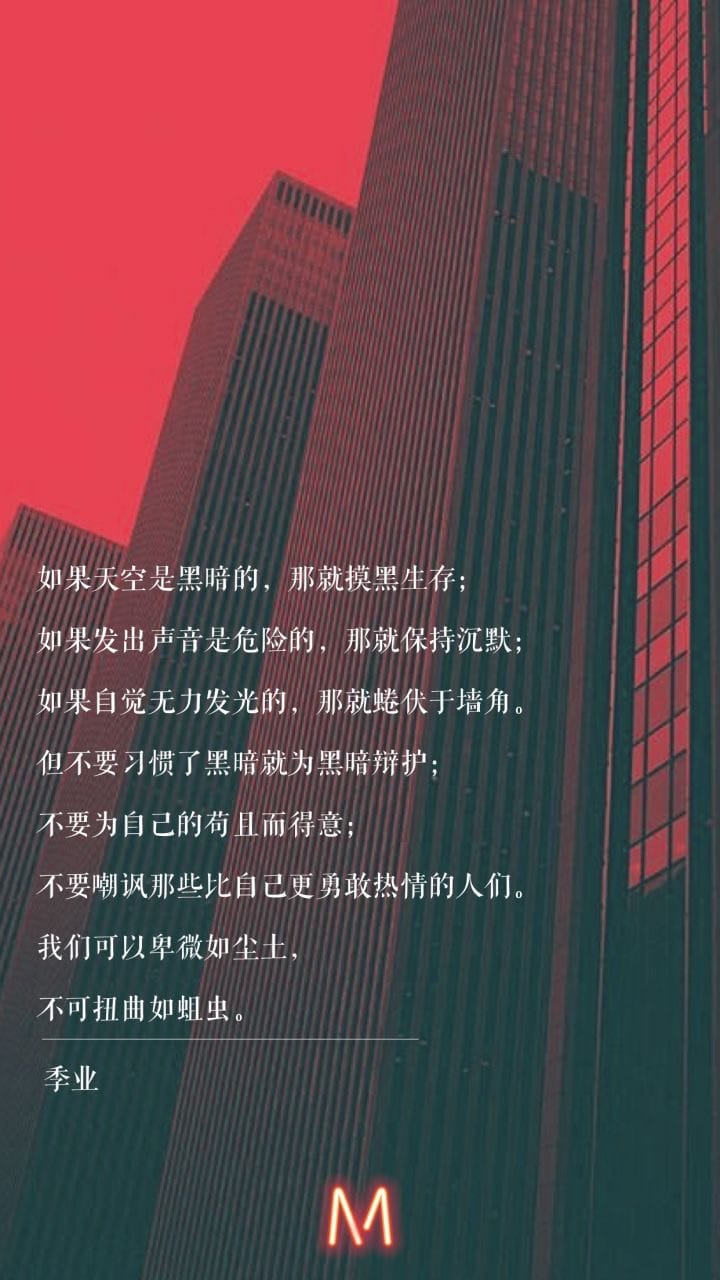 如果天空是黑暗的，那就摸黑生存；
如果发出声音是危险的，那就保持沉默；
如果自觉无力发光的，那就蜷伏于墙角。
但不要习惯了黑暗就为黑暗辩护；
不要为自己的苟且而得意；
不要嘲讽那些比自己更勇敢热情的人们。
我们可以卑微如尘土，
不可扭曲如蛆虫。
季业
M